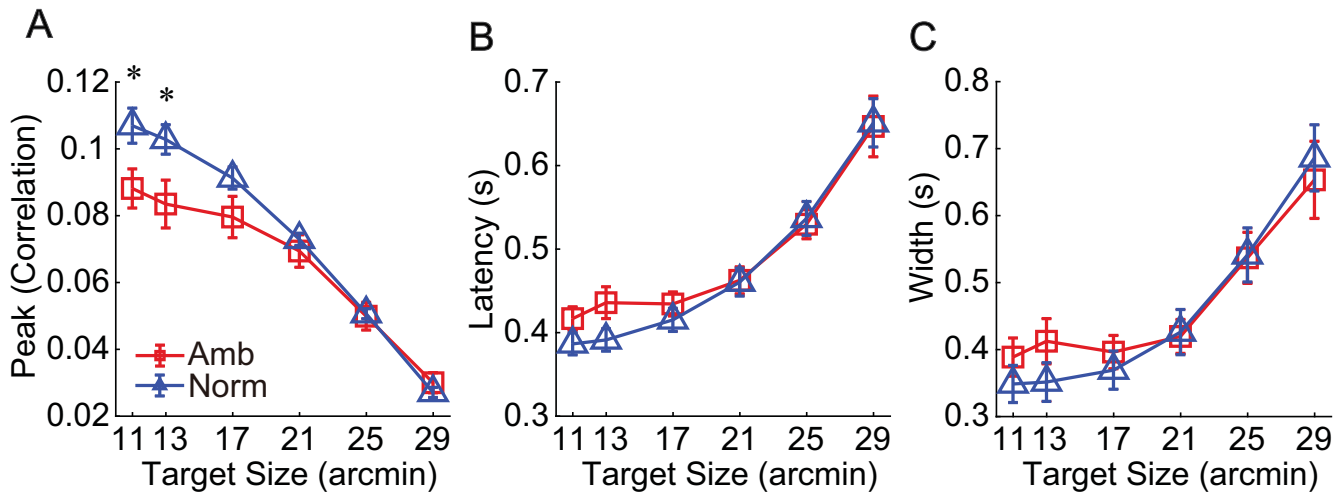 A
Peak (Correlation)
0.12
0.1
0.08
0.06
0.04
0.02
* *
Amb
Norm
11 13 17 21 25 29
Target Size (arcmin)
B
Latency (s)
0.7
0.6
0.5
0.4
0.3
11 13 17 21 25 29
Target Size (arcmin)
C
Width (s)
0.8
0.7
0.6
0.5
0.4
0.3
11 13 17 21 25 29
Target Size (arcmin)